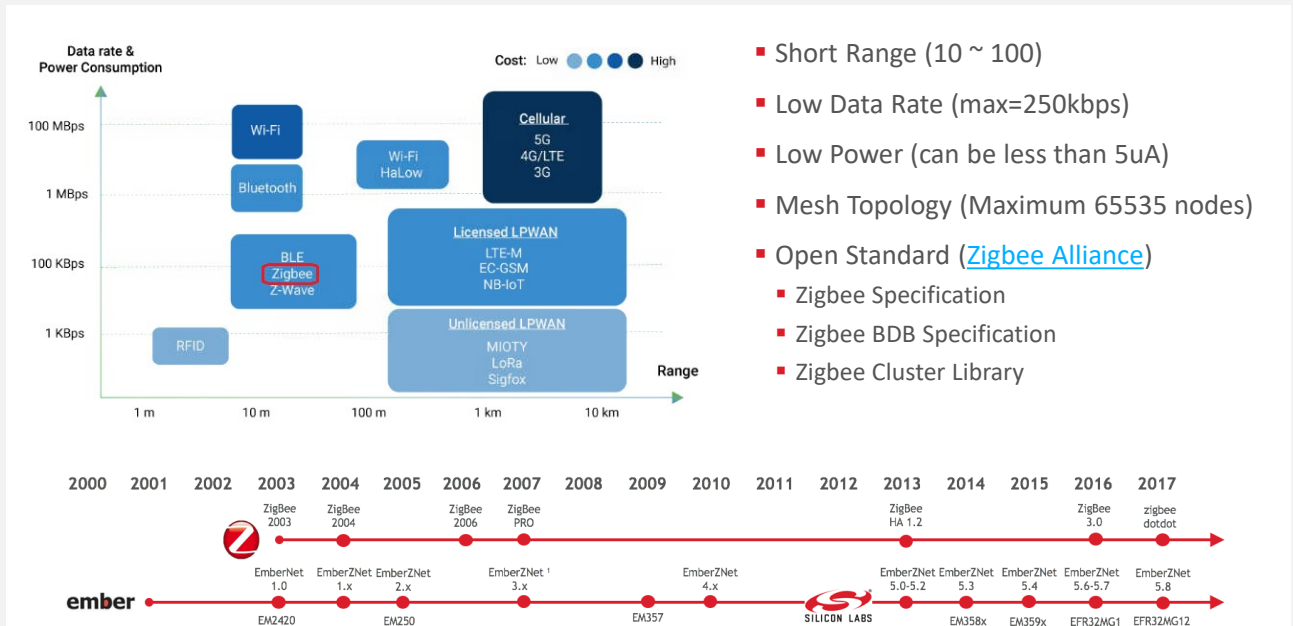 Data rate &
Power Consumption
Cost: Low High
100 MBps
1 MBps
100 KBps
1 KBps
Wi-Fi
Bluetooth
BLE
Zigbee
Z-Wave
RFID
Wi-Fi
HaLow
Cellular
5G
4G/LTE
3G
Licensed LPWAN
LTE-M
EC-GSM
NB-IoT
Unlicensed LPWAN
MIOTY
LoRa
Sigfox
Range
1 m 10 m 100 m 1 km 10 km
▪ Short Range (10 ~ 100)
▪ Low Data Rate (max=250kbps)
▪ Low Power (can be less than 5uA)
▪ Mesh Topology (Maximum 65535 nodes)
▪ Open Standard (Zigbee Alliance)
▪ Zigbee Specification
▪ Zigbee BDB Specification
▪ Zigbee Cluster Library
2000 2001 2002 2003 2004 2005 2006 2007 2008 2009 2010 2011 2012 2013 2014 2015 2016 2017
ZigBee ZigBee ZigBee ZigBee ZigBee ZigBee zigbee
2003 2004 2006 PRO HA 1.2 3.0 dotdot
Z
EmberNet EmberZNet EmberZNet EmberZNet ¹ EmberZNet EmberZNet EmberZNet EmberZNet EmberZNet EmberZNet
1.0 1.x 2.x 3.x 4.x 5.0-5.2 5.3 5.4 5.6-5.7 5.8
ember
SILICON LABS
EM2420 EM250 EM357 EM358x EM359x EFR32MG1 EFR32MG12